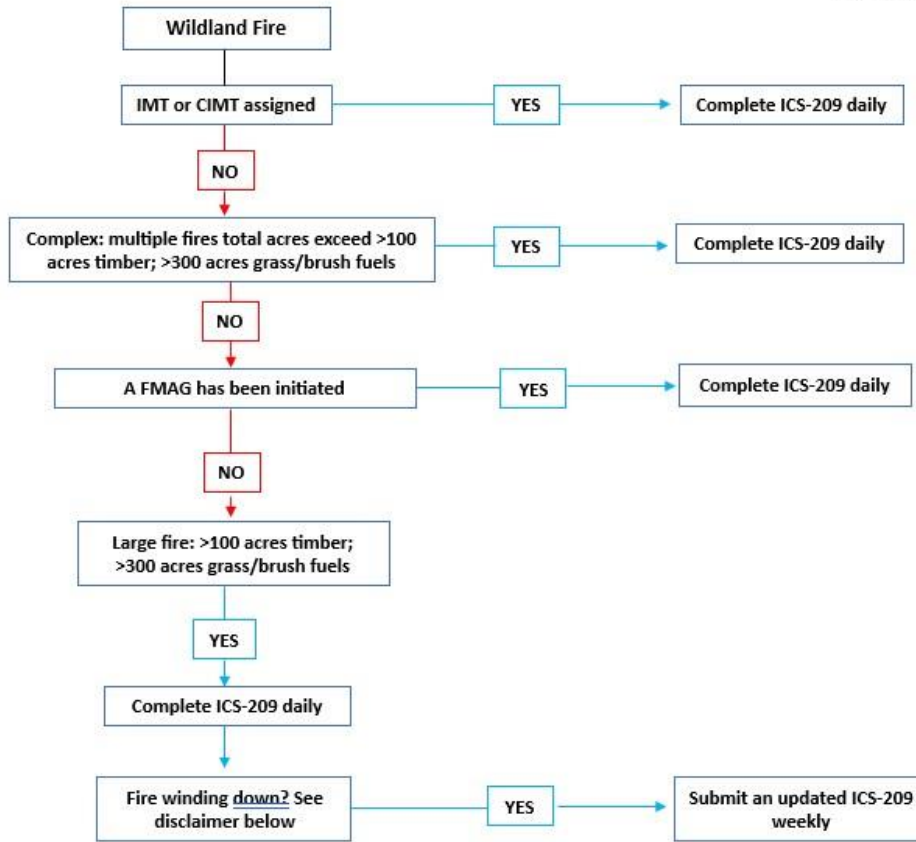 Wildland Fire
IMT or CIMT assigned
YES
Complete ICS-209 daily
NO
Complex: multiple fires total acres exceed >100
acres timber; >300 acres grass/brush fuels
YES
Complete ICS-209 daily
NO
A FMAG has been initiated
YES
Complete ICS-209 daily
NO
Large fire: >100 acres timber;
>300 acres grass/brush fuels
YES
Complete ICS-209 daily
Fire winding down? See
disclaimer below
YES
Submit an updated ICS-209
weekly